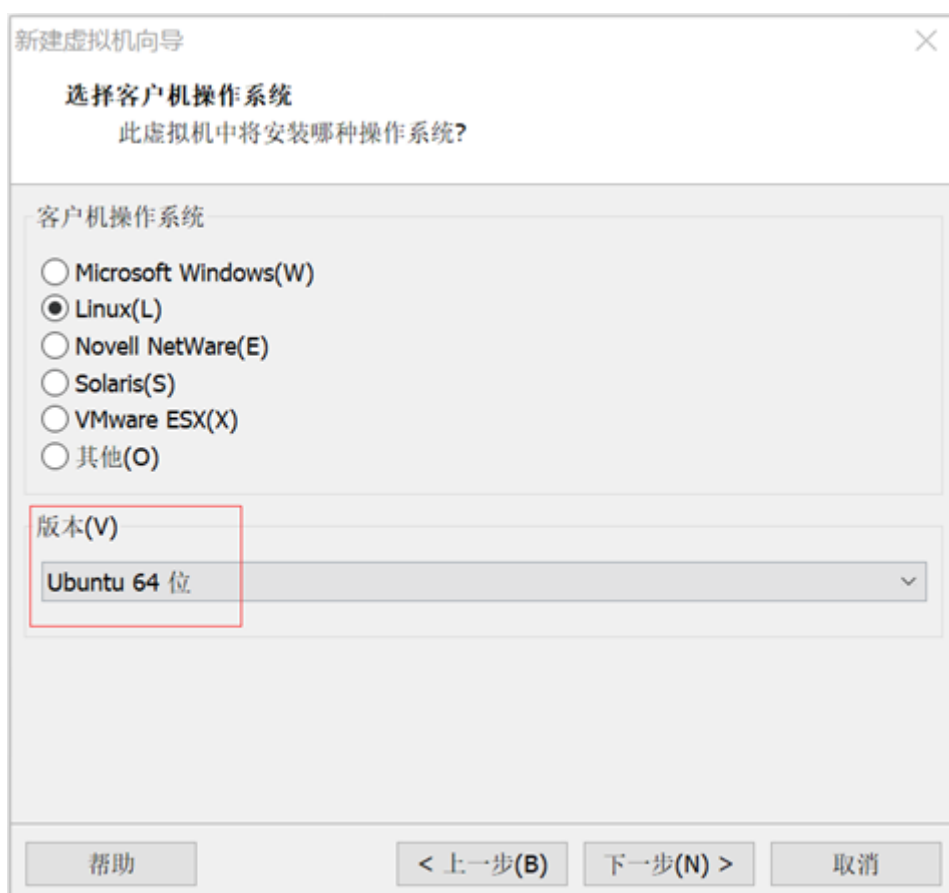 新建虚拟机向导
选择客户机操作系统
此虚拟机中将安装哪种操作系统?
客户机操作系统
Microsoft Windows(W)
Linux(L)
Novell NetWare(E)
Solaris(S)
VMware ESX(X)
其他(O)
版本(V)
Ubuntu 64 位
帮助
< 上一步(B)
下一步(N) >
取消